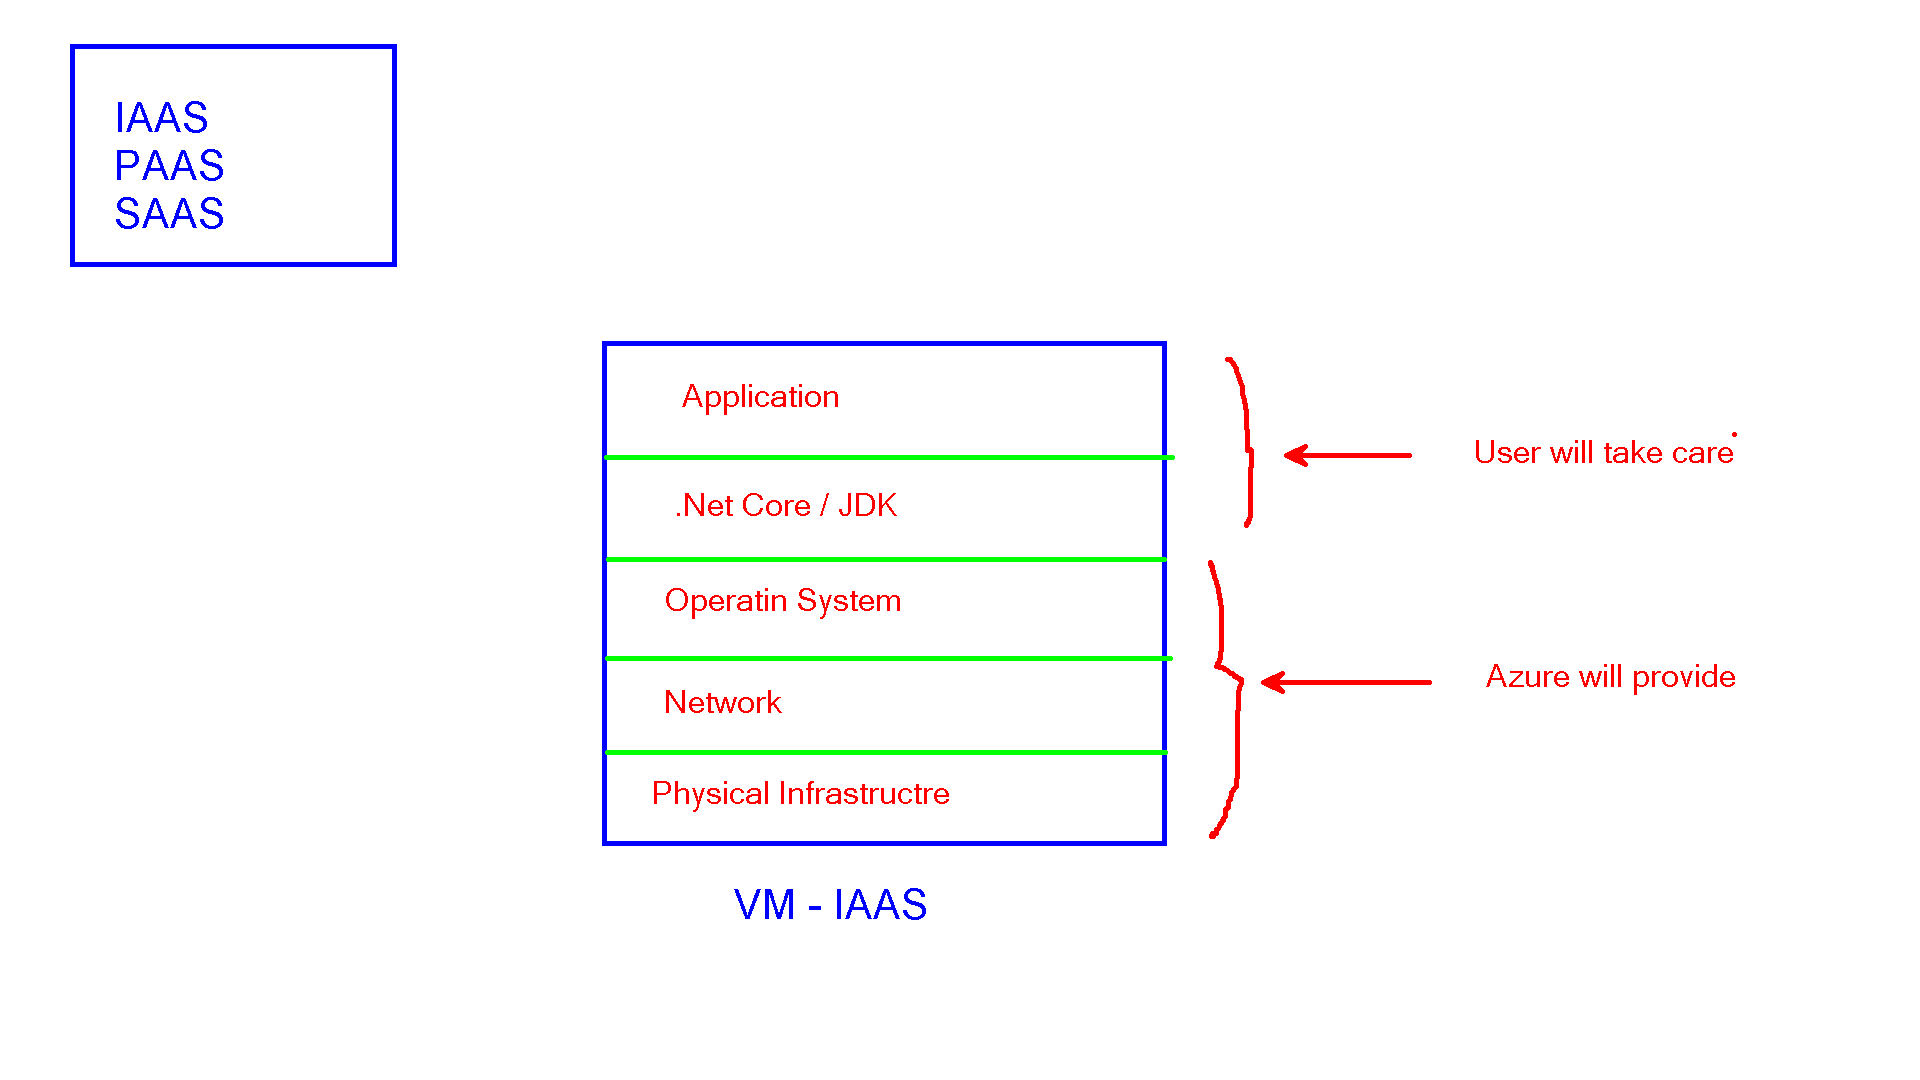 IAAS
PAAS
SAAS
Application
User will take care
.Net Core / JDK
Operatin System
Azure will provide
Network
Physical Infrastructre
VM - IAAS